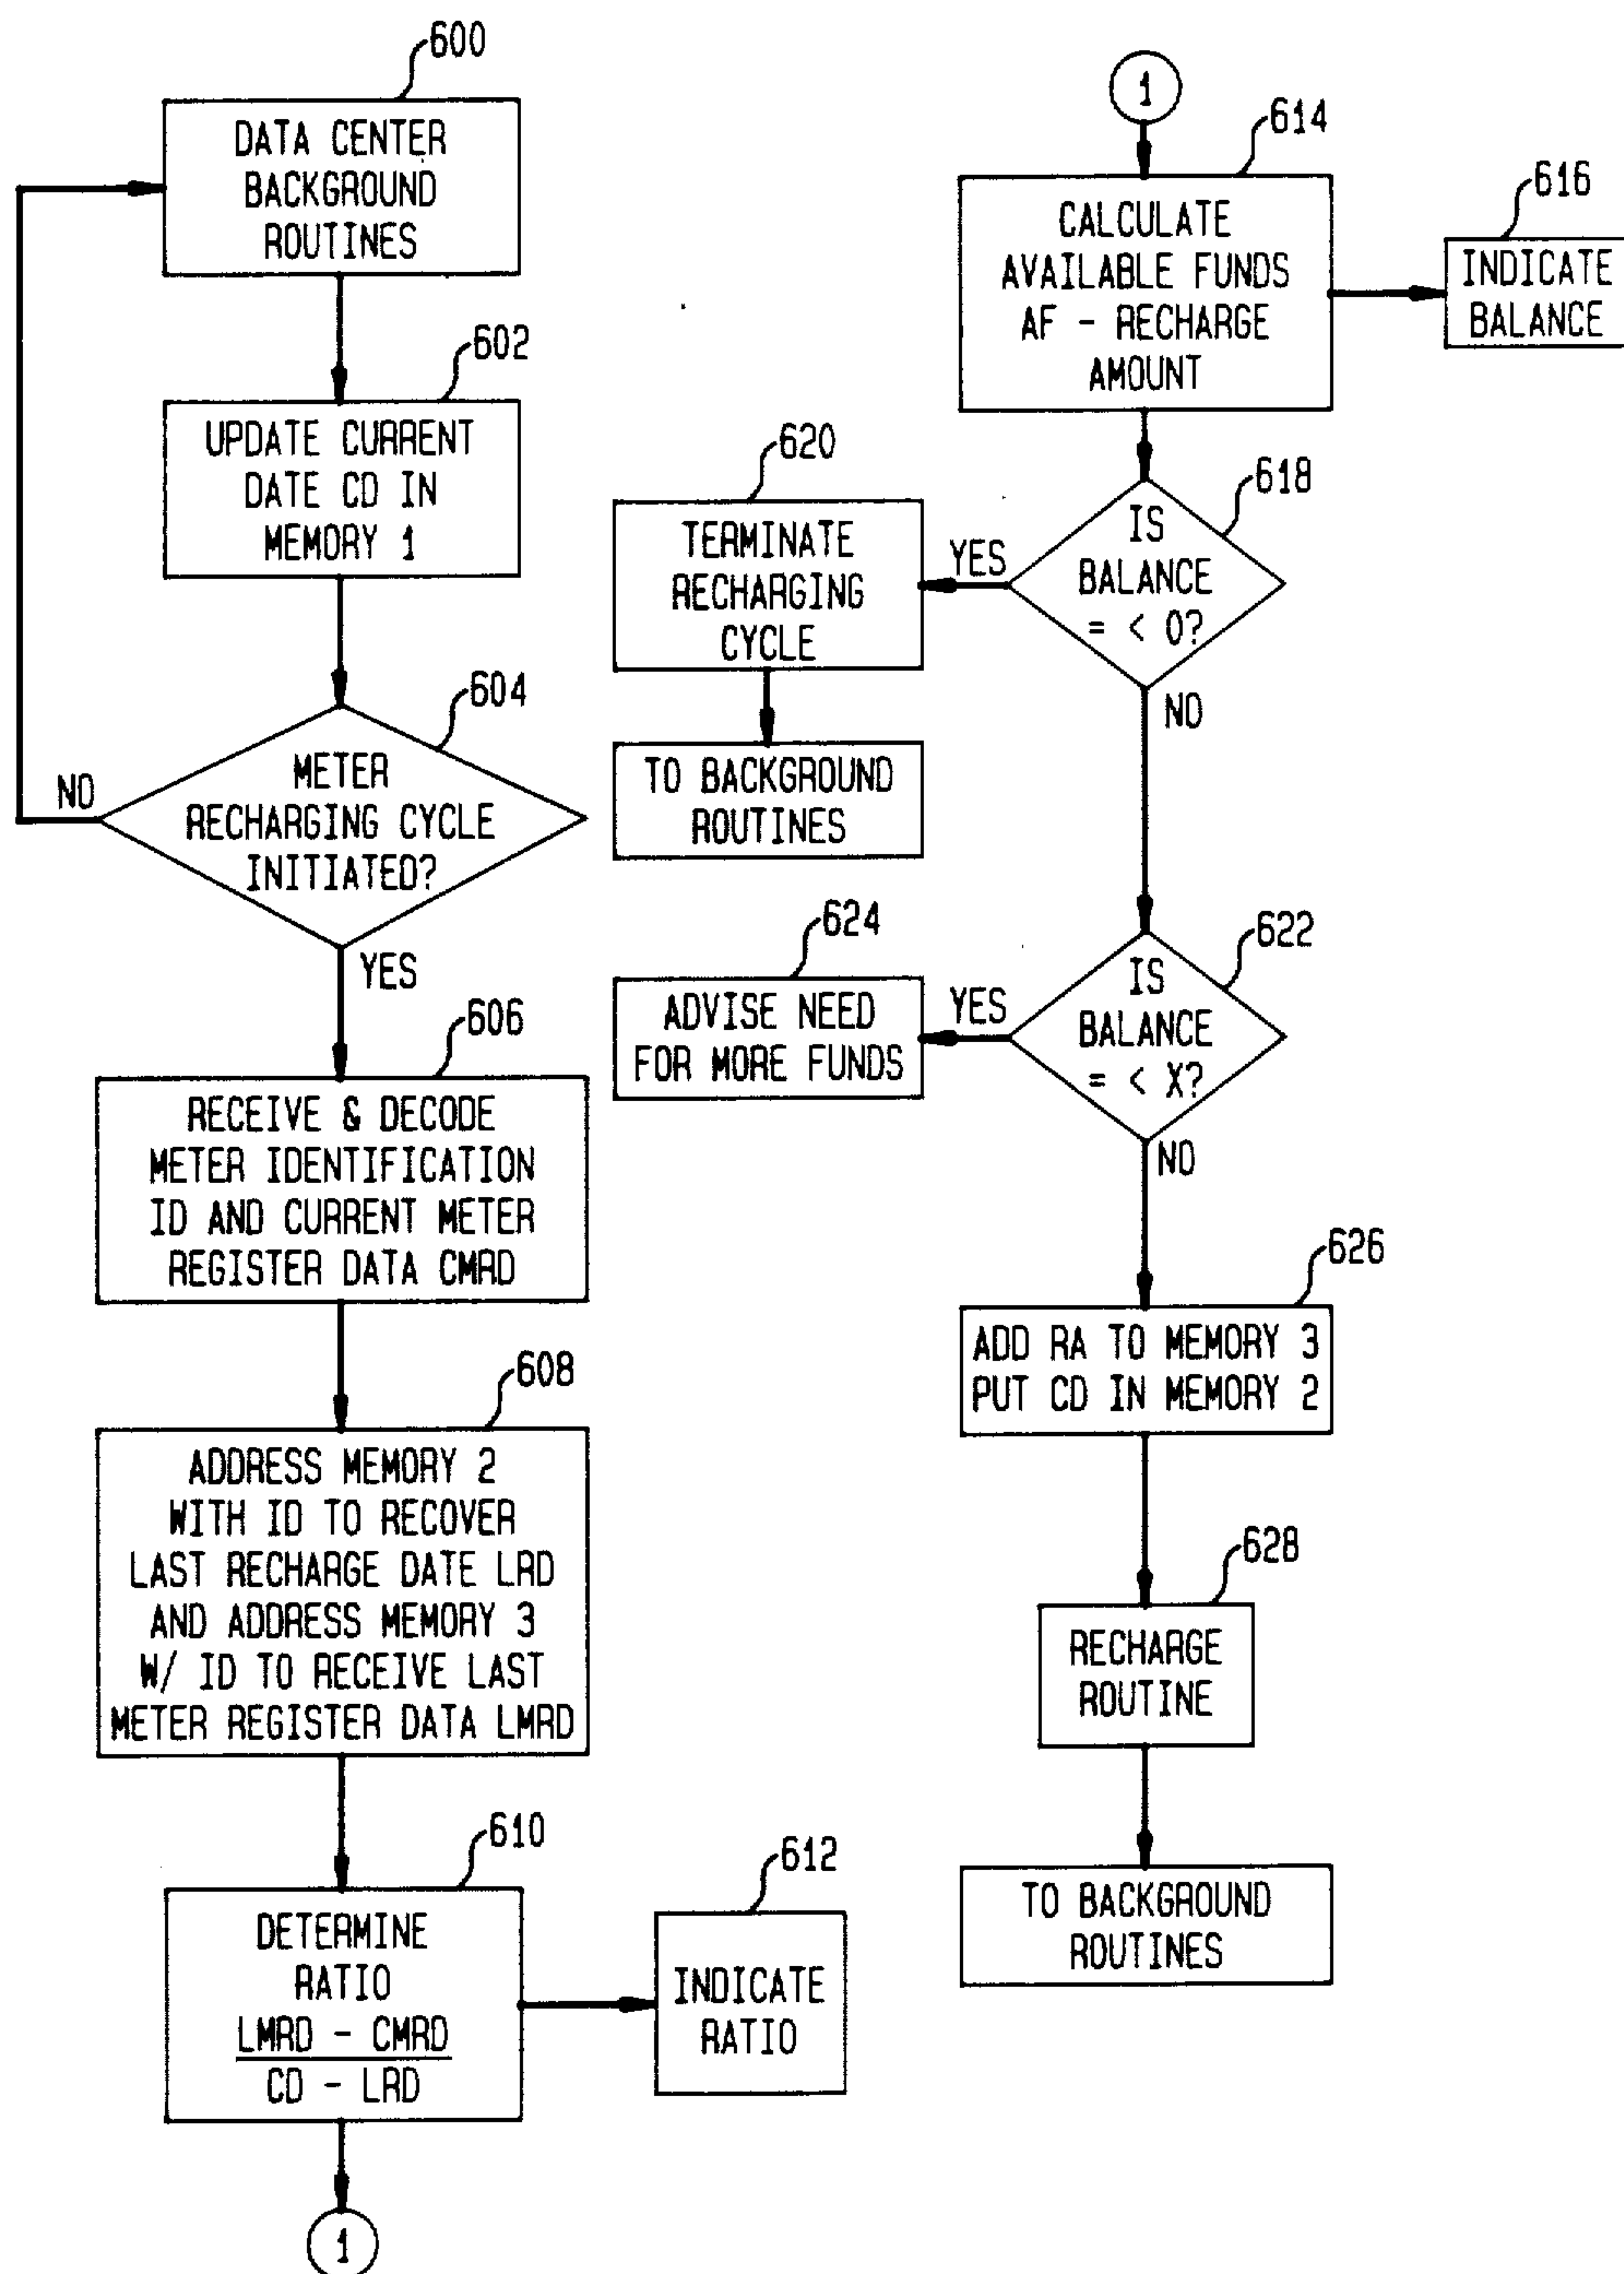 600
DATA CENTER
BACKGROUND
ROUTINES
602
UPDATE CURRENT
DATE CD IN
MEMORY 1
604
METER
RECHARGING CYCLE
INITIATED?
NO
YES
606
RECEIVE & DECODE
METER IDENTIFICATION
ID AND CURRENT METER
REGISTER DATA CMRD
608
ADDRESS MEMORY 2
WITH ID TO RECOVER
LAST RECHARGE DATE LRD
AND ADDRESS MEMORY 3
W/ ID TO RECEIVE LAST
METER REGISTER DATA LMRD
610
DETERMINE
RATIO
LMRD - CMRD
CD - LRD
612
INDICATE
RATIO
1
1
614
CALCULATE
AVAILABLE FUNDS
AF - RECHARGE
AMOUNT
616
INDICATE
BALANCE
618
IS
BALANCE
= < 0?
YES
620
TERMINATE
RECHARGING
CYCLE
TO BACKGROUND
ROUTINES
NO
622
IS
BALANCE
= < X?
YES
624
ADVISE NEED
FOR MORE FUNDS
NO
626
ADD RA TO MEMORY 3
PUT CD IN MEMORY 2
628
RECHARGE
ROUTINE
TO BACKGROUND
ROUTINES